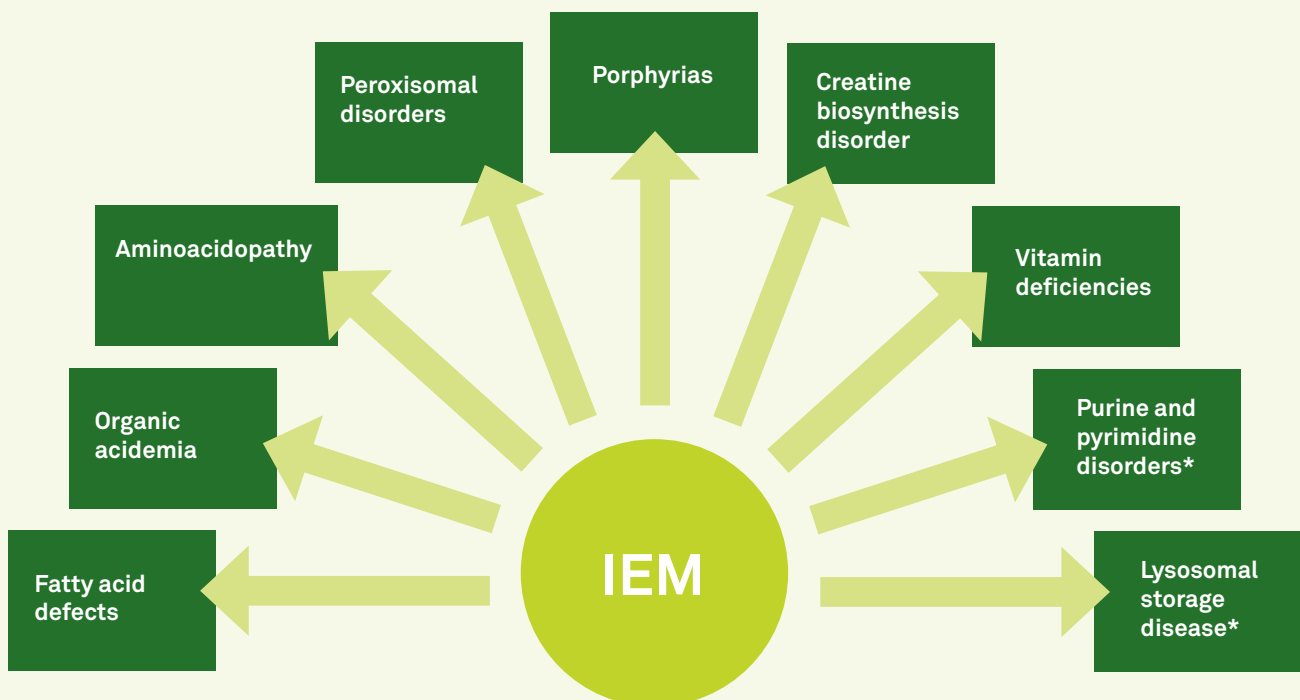 Porphyrias
Peroxisomal
disorders
Creatine
biosynthesis
disorder
Aminoacidopathy
Vitamin
deficiencies
Organic
acidemia
Purine and
pyrimidine
disorders*
Fatty acid
defects
IEM
Lysosomal
storage
disease*